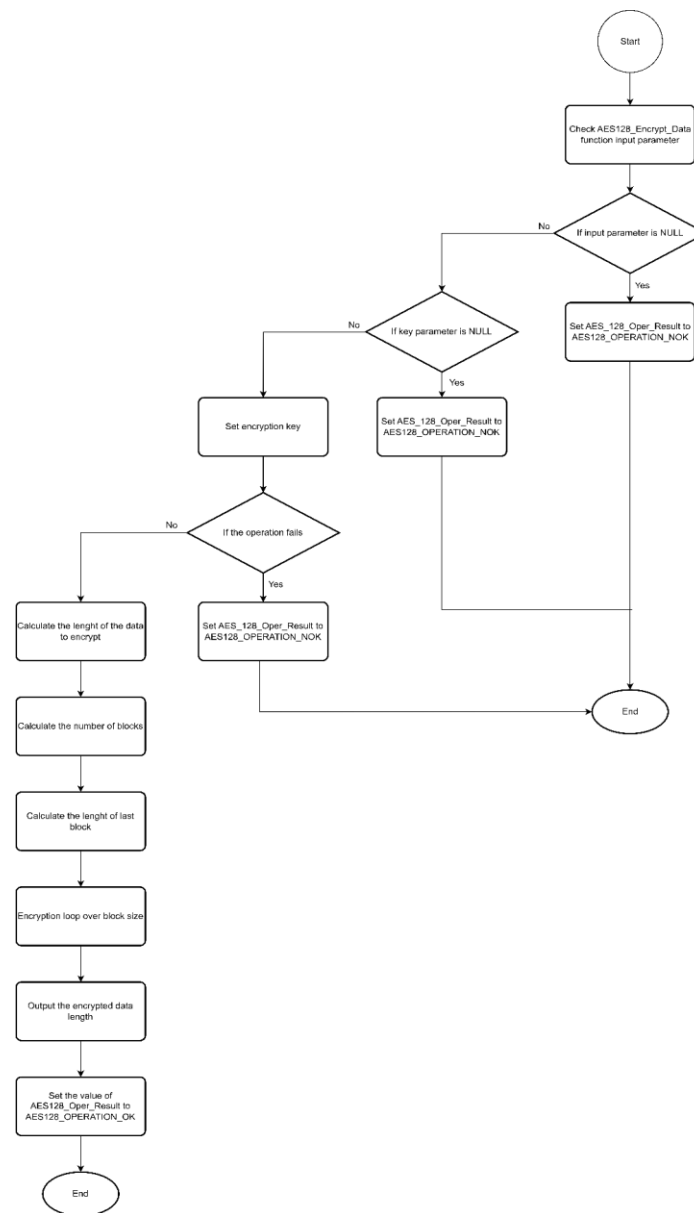 Start
Check AES128_Encrypt_Data
function input parameter
If input parameter is NULL
No
Yes
Set AES_128_Oper_Result to
AES128_OPERATION_NOK
If key parameter is NULL
No
Yes
Set AES_128_Oper_Result to
AES128_OPERATION_NOK
Set encryption key
If the operation fails
No
Yes
Set AES_128_Oper_Result to
AES128_OPERATION_NOK
End
Calculate the lenght of the data
to encrypt
Calculate the number of blocks
Calculate the lenght of last
block
Encryption loop over block size
Output the encrypted data
length
Set the value of
AES128_Oper_Result to
AES128_OPERATION_OK
End